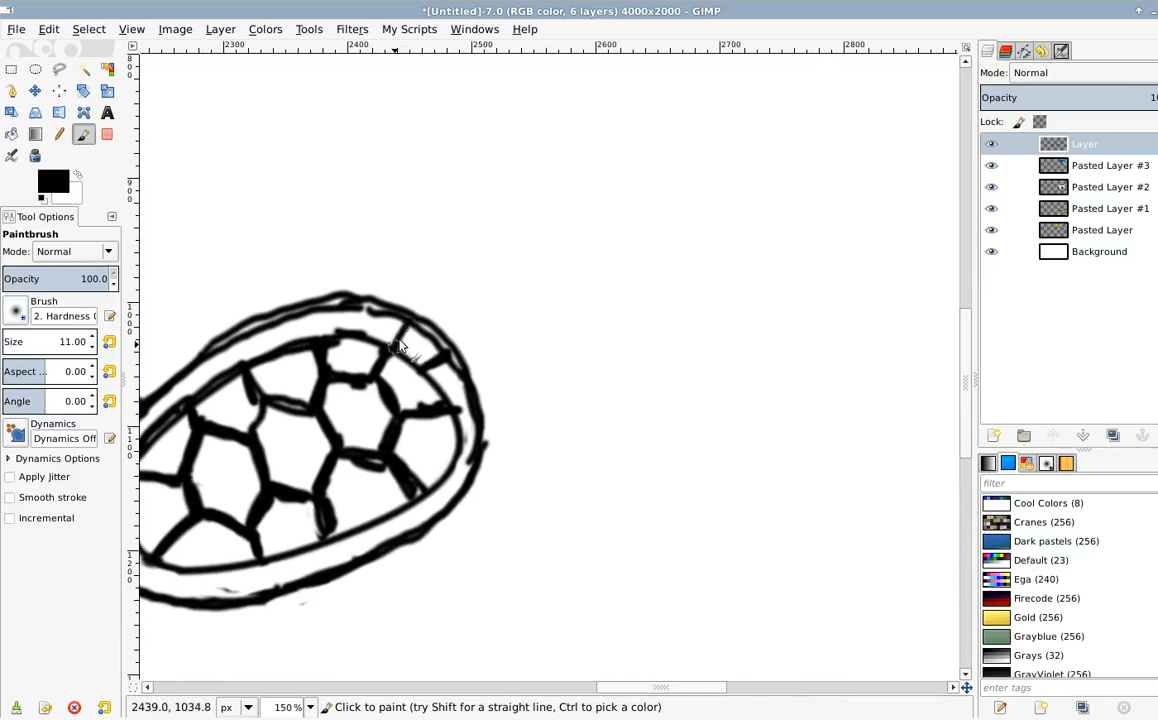 *[Untitled]-7.0 (RGB color, 6 layers) 4000x2000 – GIMP
File Edit Select View Image Layer Colors Tools Filters My Scripts Windows Help
2300 2400 2500 2600 2700 2800
Mode: Normal
Opacity
Lock:
Layer
Pasted Layer #3
Pasted Layer #2
Pasted Layer #1
Pasted Layer
Background
Tool Options
Paintbrush
Mode: Normal
Opacity 100.0
Brush
2. Hardness
Size 11.00
Aspect ... 0.00
Angle 0.00
Dynamics
Dynamics Off
Dynamics Options
Apply Jitter
Smooth stroke
Incremental
filter
Cool Colors (8)
Cranes (256)
Dark pastels (256)
Default (23)
Ega (240)
Firecode (256)
Gold (256)
Grayblue (256)
Grays (32)
GrayViolet (256)
enter tags
2439.0, 1034.8 px 150 % Click to paint (try Shift for a straight line, Ctrl to pick a color)